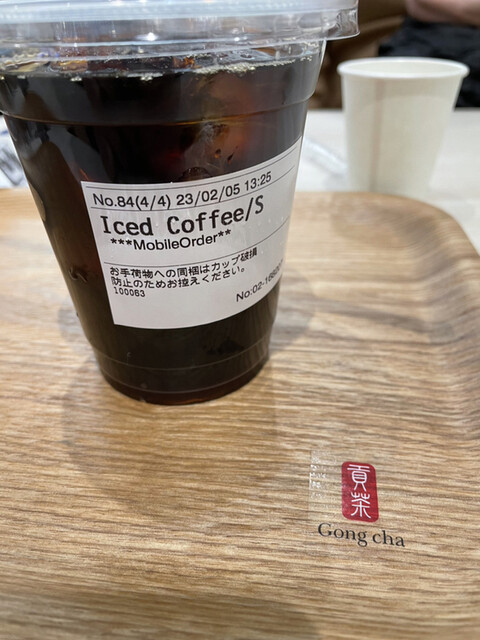 No.84(4/4) 23/02/05 13:25
Iced Coffee/S
***MobileOrder**
お手荷物への同梱はカップ破損
防止のためお控えください。
100063
貢茶
Gong cha